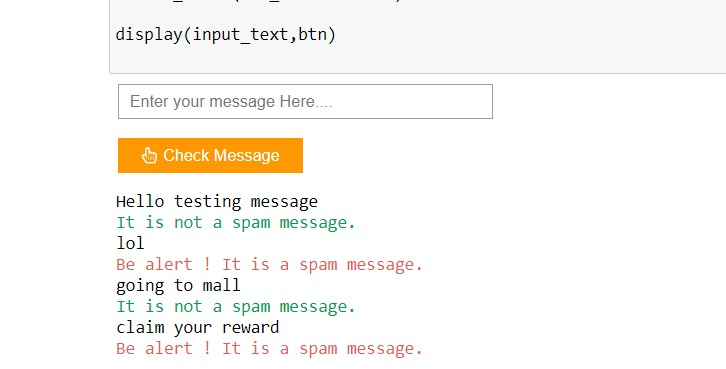 display(input_text,btn)
Enter your message Here....
Check Message
Hello testing message
It is not a spam message.
lol
Be alert ! It is a spam message.
going to mall
It is not a spam message.
claim your reward
Be alert ! It is a spam message.